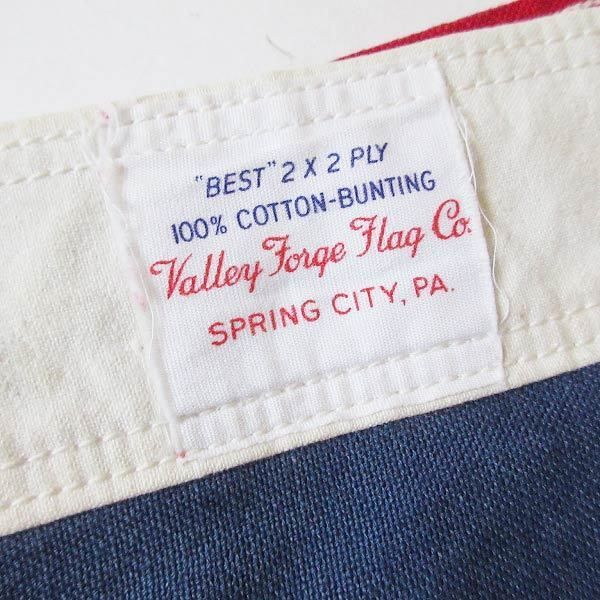 "BEST" 2 X 2 PLY
100% COTTON-BUNTING
Valley Forge Flag Co.
SPRING CITY, PA.